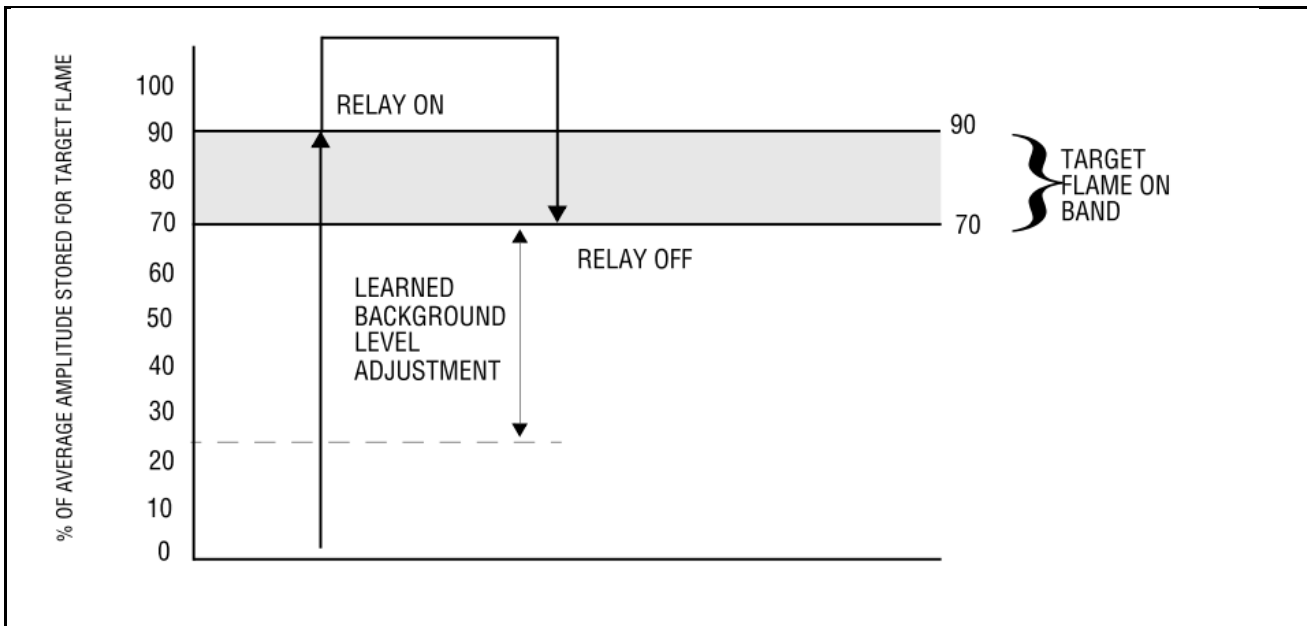 % OF AVERAGE AMPLITUDE STORED FOR TARGET FLAME
100
90
80
70
60
50
40
30
20
10
0
RELAY ON
90
70
TARGET
FLAME ON
BAND
RELAY OFF
LEARNED
BACKGROUND
LEVEL
ADJUSTMENT